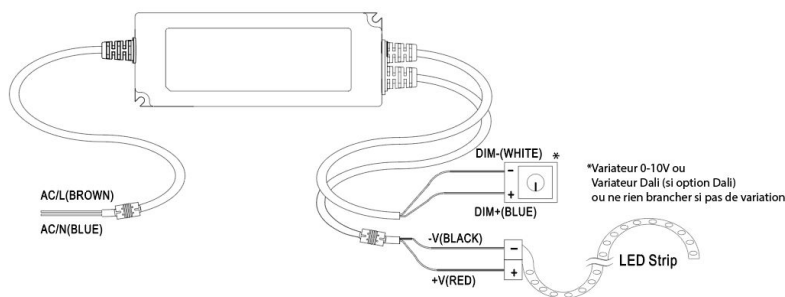 DIM-(WHITE)
*
−
+
DIM+(BLUE)
*Variateur 0-10V ou
Variateur Dali (si option Dali)
ou ne rien brancher si pas de variation
AC/L(BROWN)
AC/N(BLUE)
-V(BLACK)
−
+
+V(RED)
LED Strip